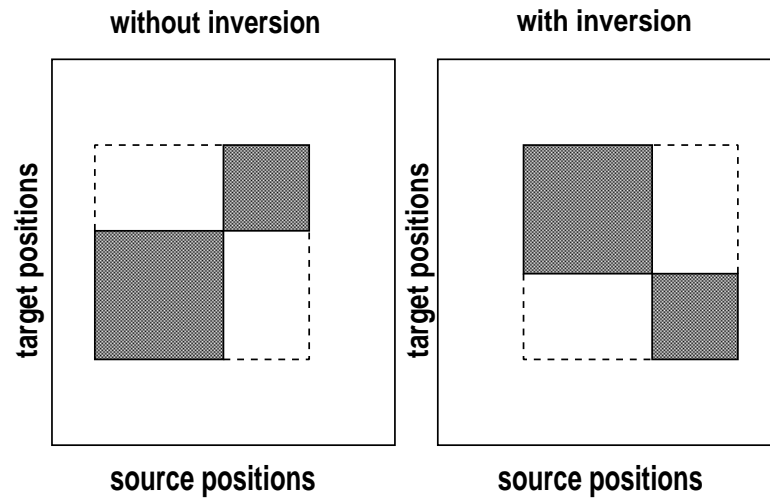 without inversion
target positions
source positions
with inversion
target positions
source positions